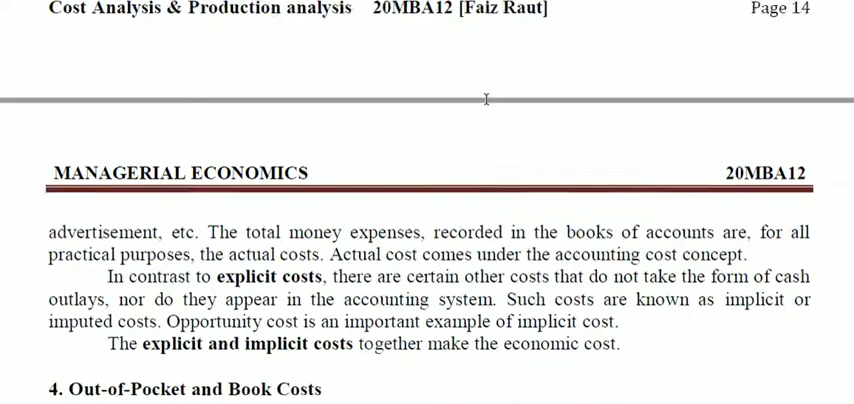 Cost Analysis & Production analysis 20MBA12 [Faiz Raut] Page 14
MANAGERIAL ECONOMICS 20MBA12
advertisement, etc. The total money expenses, recorded in the books of accounts are, for all
practical purposes, the actual costs. Actual cost comes under the accounting cost concept.
In contrast to explicit costs, there are certain other costs that do not take the form of cash
outlays, nor do they appear in the accounting system. Such costs are known as implicit or
imputed costs. Opportunity cost is an important example of implicit cost.
The explicit and implicit costs together make the economic cost.
4. Out-of-Pocket and Book Costs